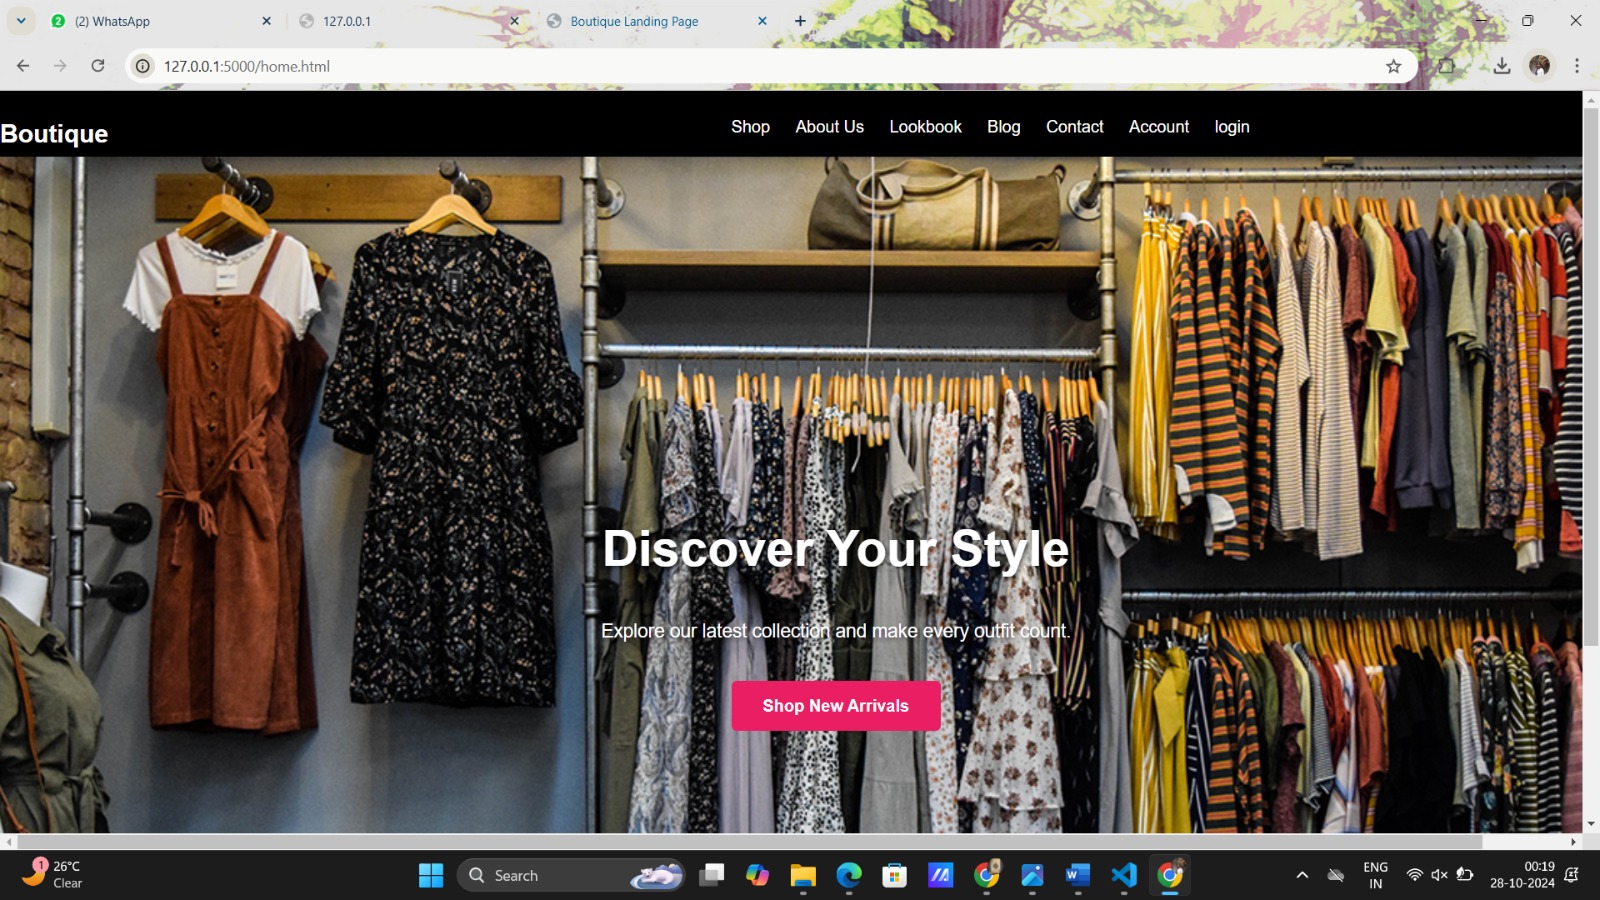 2 (2) WhatsApp
127.0.0.1
Boutique Landing Page
127.0.0.1:5000/home.html
Boutique
Shop About Us Lookbook Blog Contact Account login
Discover Your Style
Explore our latest collection and make every outfit count.
Shop New Arrivals
1 26°C
Clear
Search
ENG
IN
00:19
28-10-2024